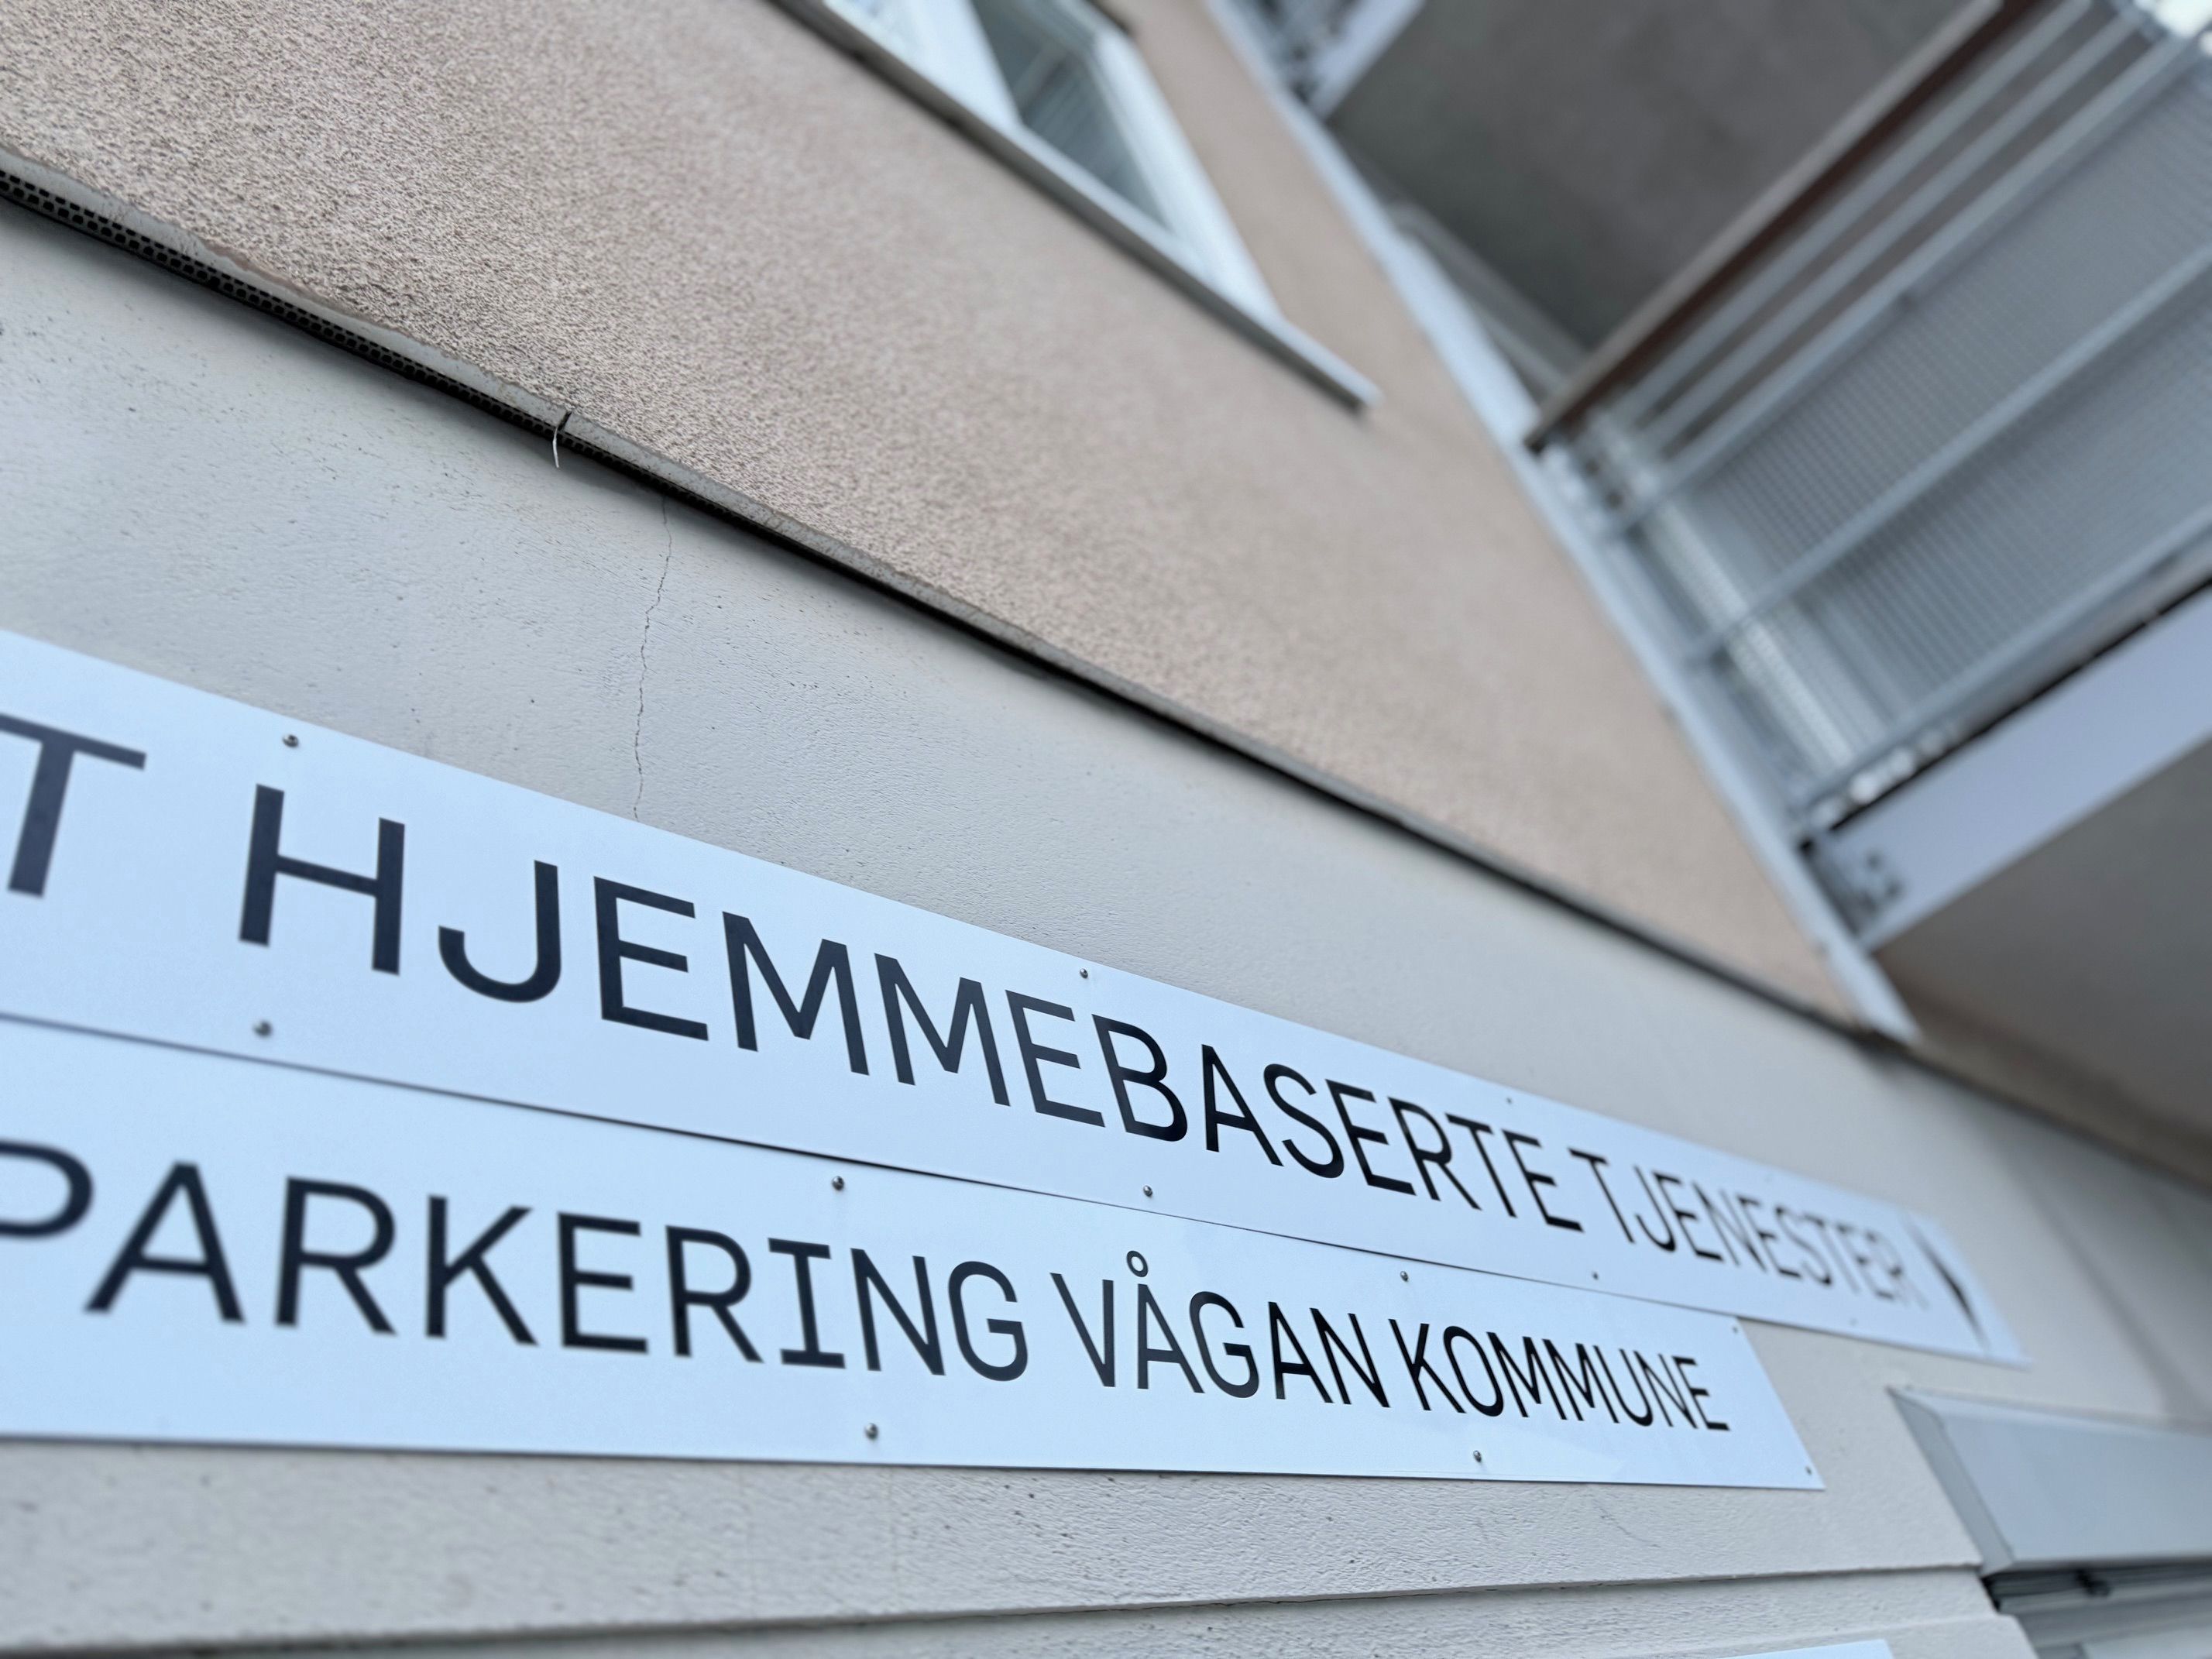 T HJEMMEBASERTE TJENESTER
PARKERING VÅGAN KOMMUNE